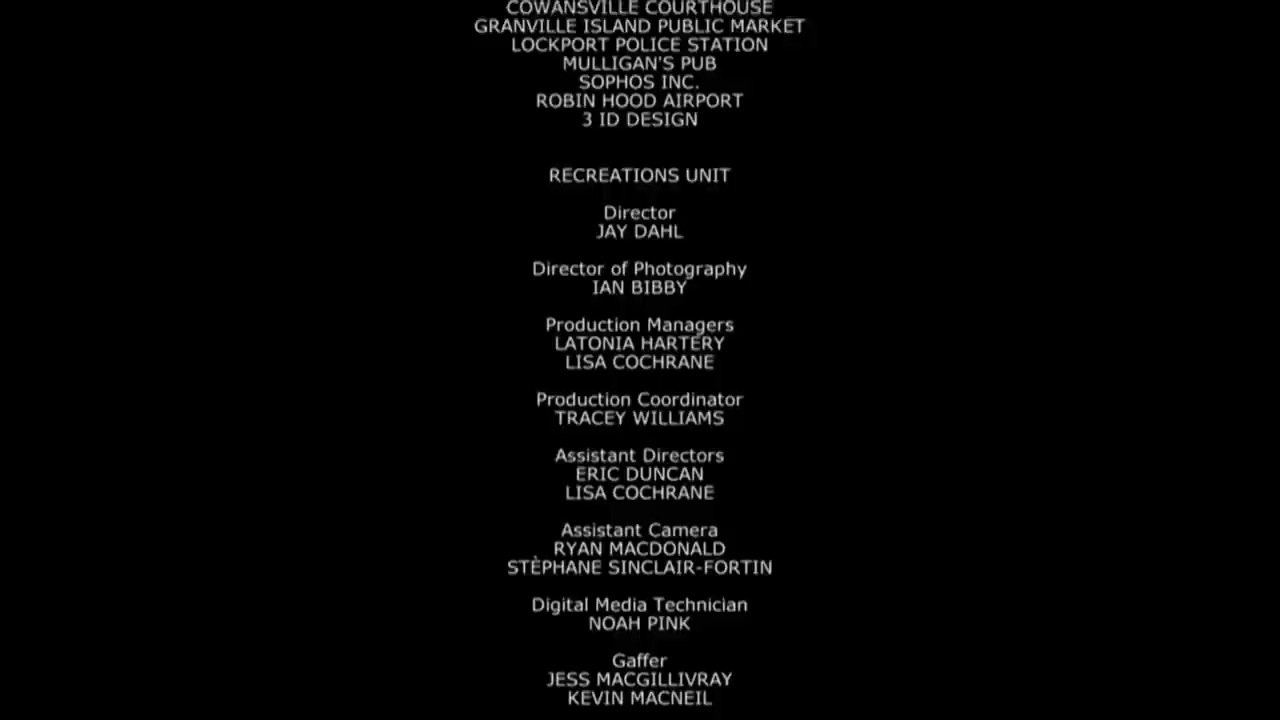 COWANSVILLE COURTHOUSE
GRANVILLE ISLAND PUBLIC MARKET
LOCKPORT POLICE STATION
MULLIGAN'S PUB
SOPHOS INC.
ROBIN HOOD AIRPORT
3 ID DESIGN
RECREATIONS UNIT
Director
JAY DAHL
Director of Photography
IAN BIBBY
Production Managers
LATONIA HARTERY
LISA COCHRANE
Production Coordinator
TRACEY WILLIAMS
Assistant Directors
ERIC DUNCAN
LISA COCHRANE
Assistant Camera
RYAN MACDONALD
STÈPHANE SINCLAIR-FORTIN
Digital Media Technician
NOAH PINK
Gaffer
JESS MACGILLIVRAY
KEVIN MACNEIL